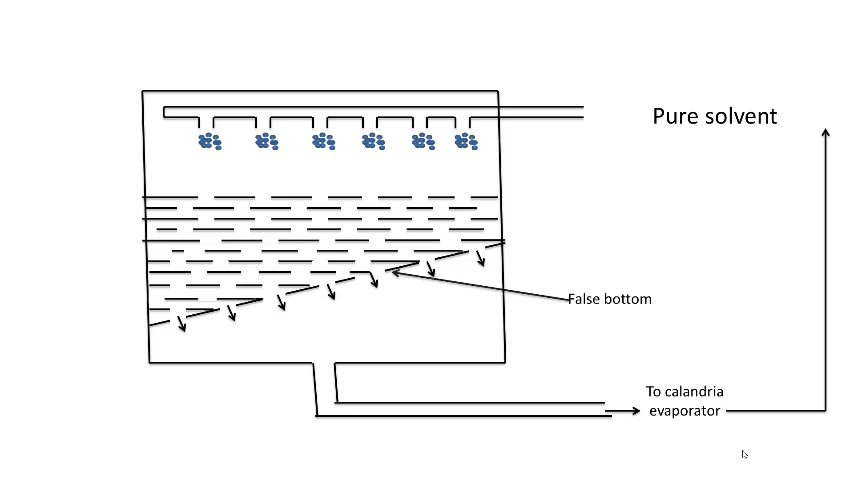 Pure solvent
False bottom
To calandria
evaporator